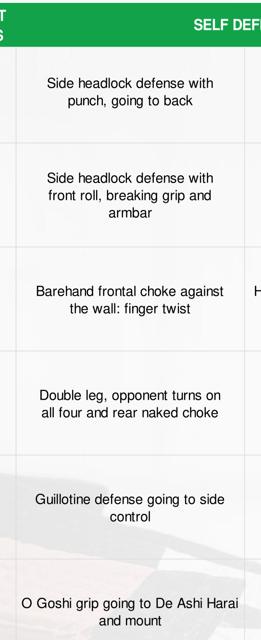 T
S
SELF DEF
Side headlock defense with
punch, going to back
Side headlock defense with
front roll, breaking grip and
armbar
Barehand frontal choke against
the wall: finger twist
H
Double leg, opponent turns on
all four and rear naked choke
Guillotine defense going to side
control
O Goshi grip going to De Ashi Harai
and mount